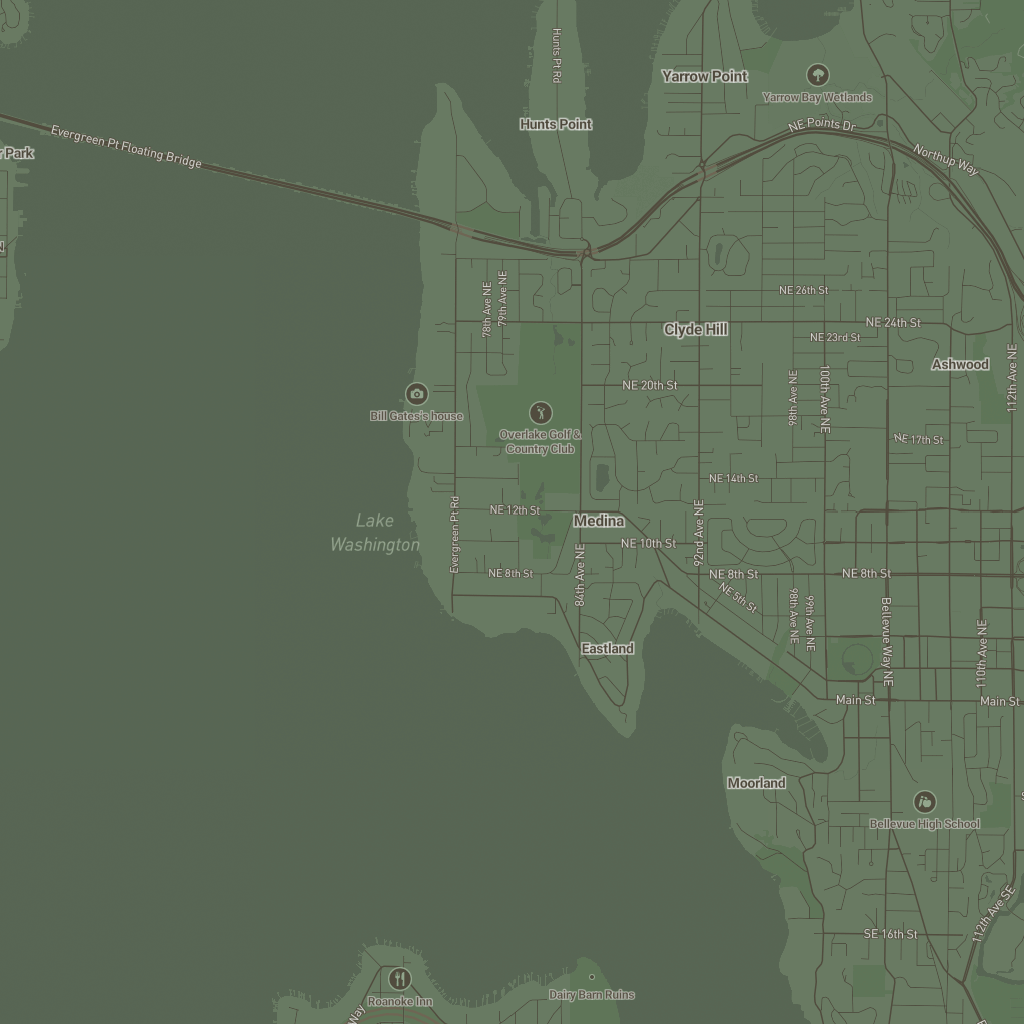 Hunts Pt Rd
Yarrow Point
Yarrow Bay Wetlands
Hunts Point
NE Points Dr
Evergreen Pt Floating Bridge
Northup Way
Park
N
78th Ave NE
79th Ave NE
NE 26th St
NE 24th St
Clyde Hill
NE 23rd St
Ashwood
112th Ave NE
NE 20th St
98th Ave NE
100th Ave NE
Bill Gates's house
Overlake Golf &
Country Club
NE 17th St
NE 14th St
Evergreen Pt Rd
NE 12th St
Medina
92nd Ave NE
Lake
Washington
NE 10th St
84th Ave NE
NE 8th St
NE 8th St
NE 8th St
NE 5th St
98th Ave NE
99th Ave NE
Bellevue Way NE
110th Ave NE
Eastland
Main St
Main St
Moorland
Bellevue High School
112th Ave SE
SE 16th St
Roanoke Inn
Dairy Barn Ruins
Way